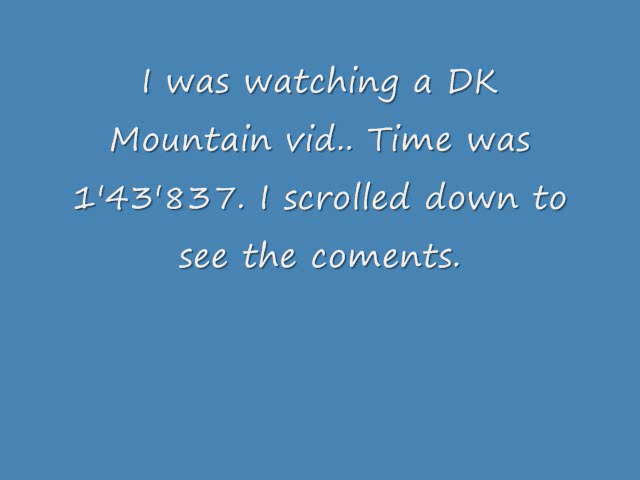 I was watching a DK
Mountain vid.. Time was
1'43'837. I scrolled down to
see the coments.